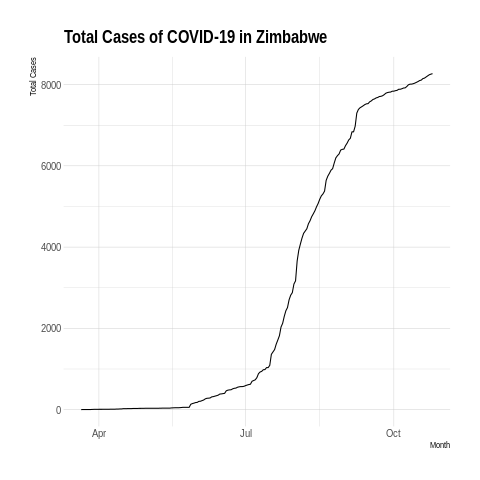 Total Cases of COVID-19 in Zimbabwe
Total Cases
8000
6000
4000
2000
0
Apr Jul Oct
Month